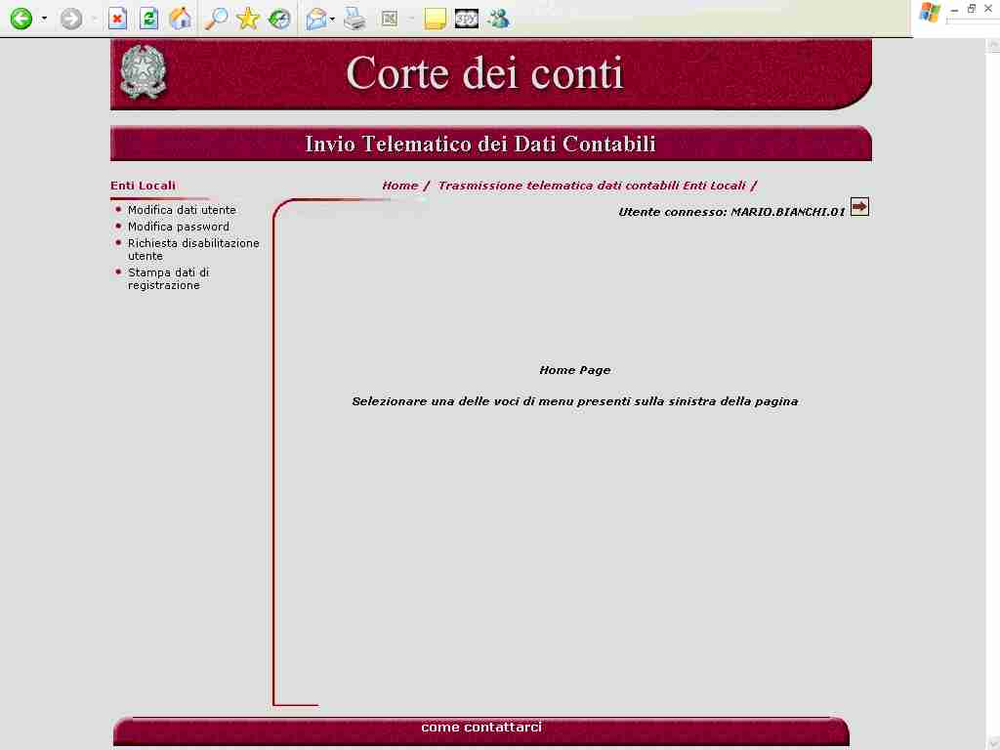 SPY
Corte dei conti
Invio Telematico dei Dati Contabili
Enti Locali
Home / Trasmissione telematica dati contabili Enti Locali /
Utente connesso: MARIO.BIANCHI.01
Modifica dati utente
Modifica password
Richiesta disabilitazione
utente
Stampa dati di
registrazione
Home Page
Selezionare una delle voci di menu presenti sulla sinistra della pagina
come contattarci